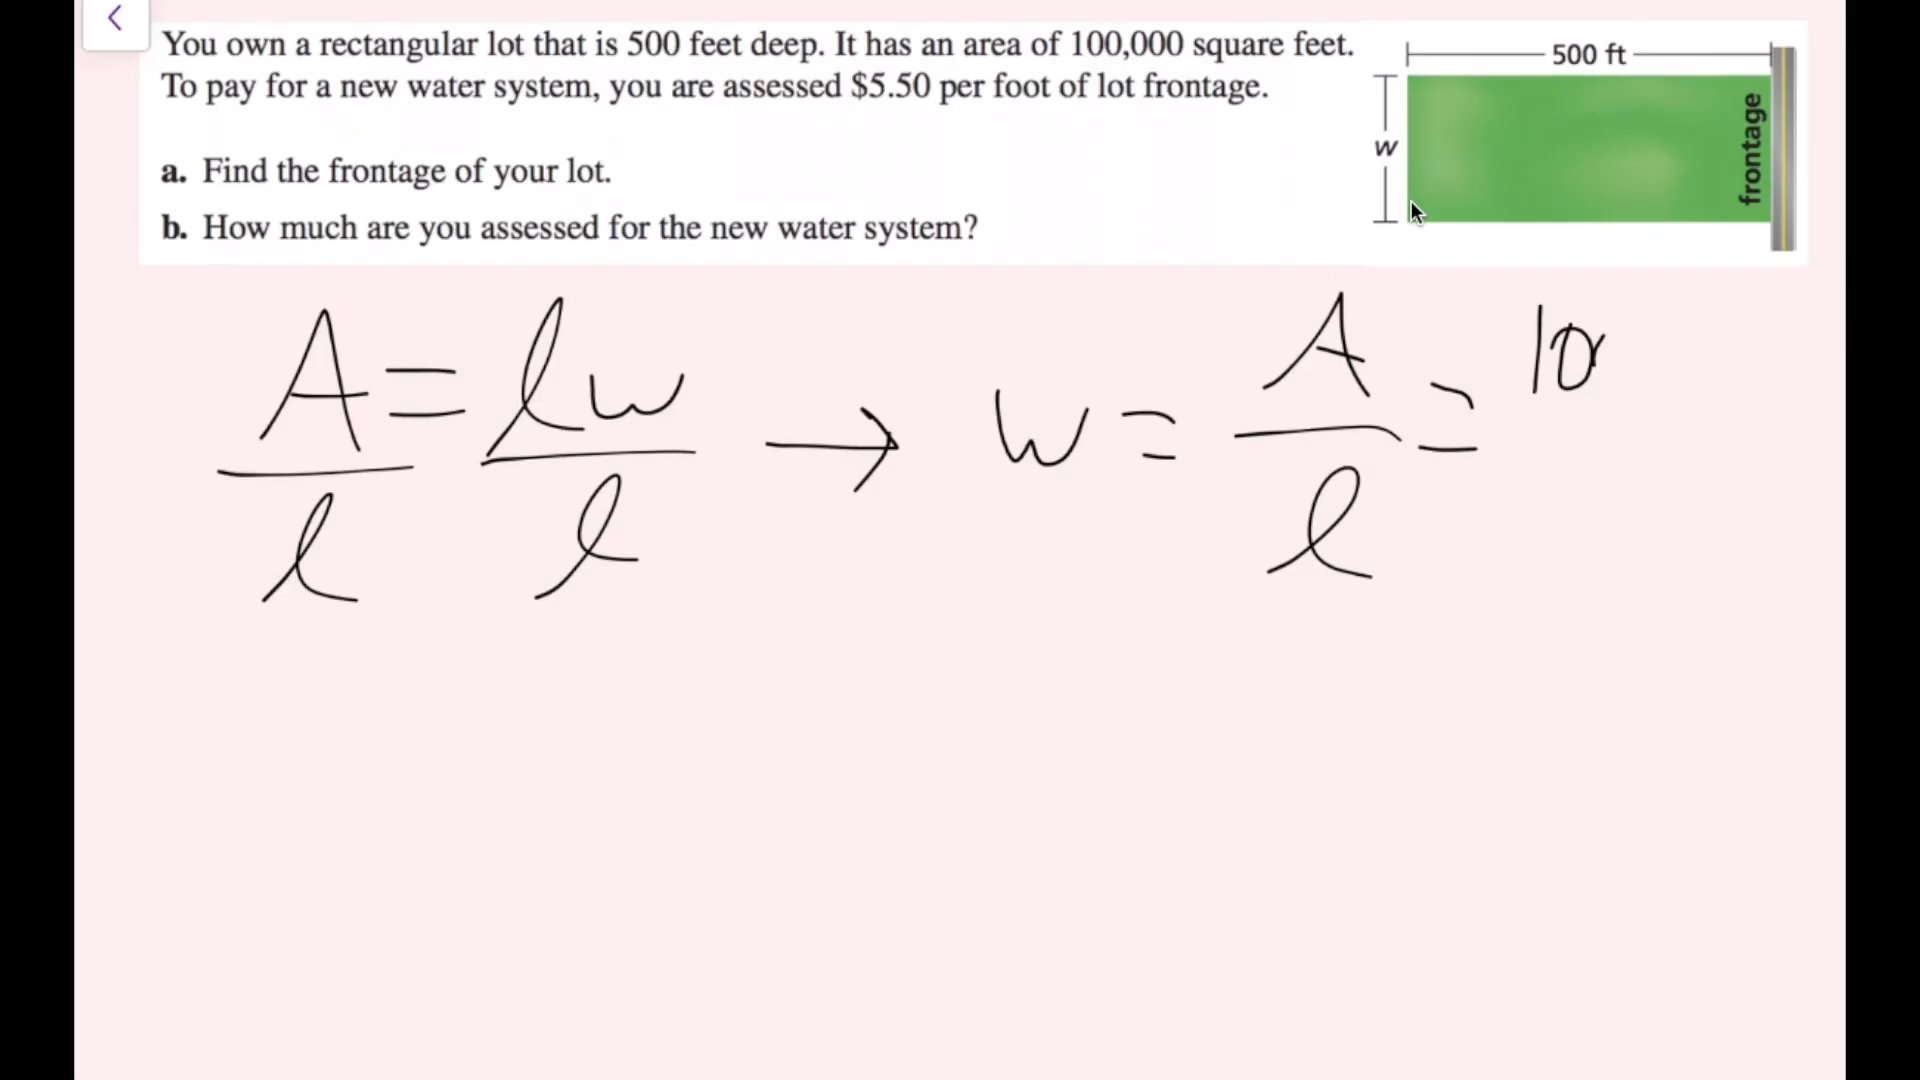 You own a rectangular lot that is 500 feet deep. It has an area of 100,000 square feet.
To pay for a new water system, you are assessed $5.50 per foot of lot frontage.
a. Find the frontage of your lot.
b. How much are you assessed for the new water system?
500 ft
w
frontage
A = lw → w = A = 10
l l l